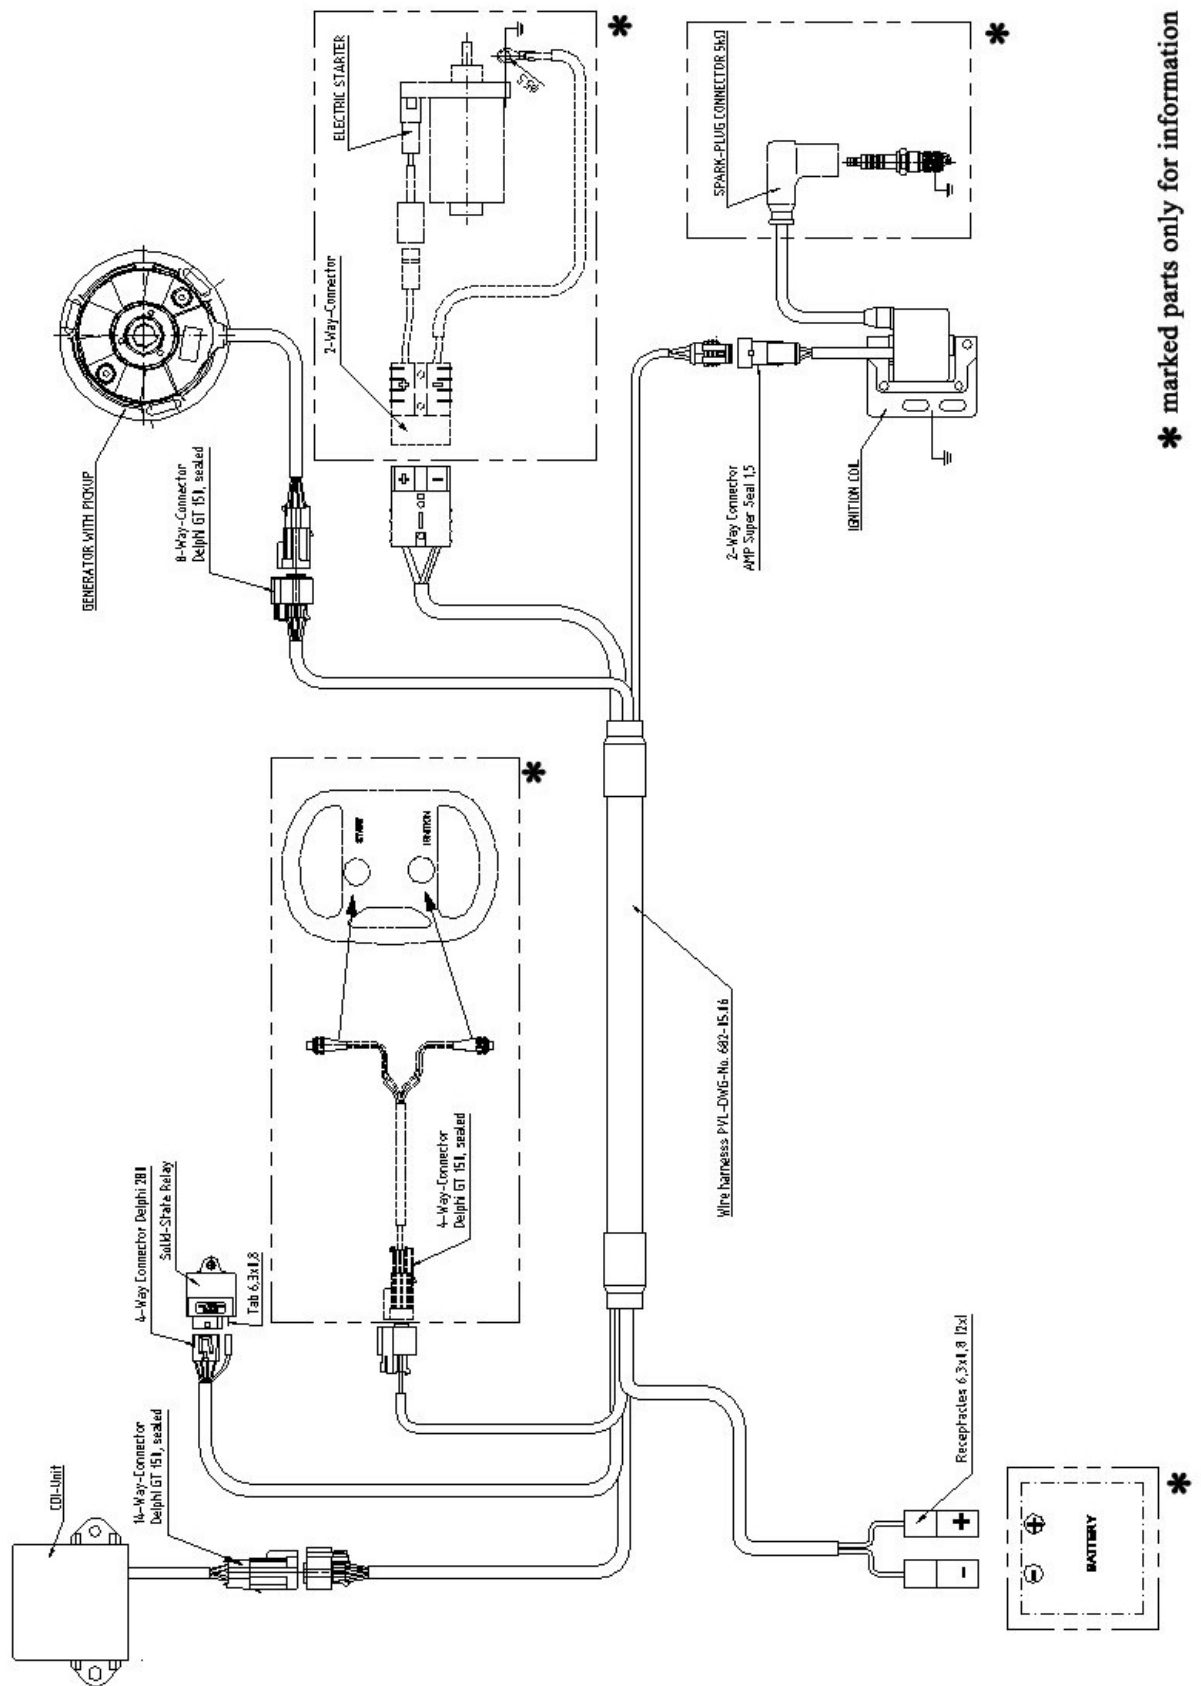 CDI-Unit
14-Way-Connector
Delphi GT 150, sealed
4-Way Connector Delphi 280
Solid-State Relay
Tab 6,3x0,8
GENERATOR WITH PICKUP
8-Way-Connector
Delphi GT 150, sealed
4-Way-Connector
Delphi GT 150, sealed
START
IGNITION
*
ELECTRIC STARTER
2-Way-Connector
+
-
+
-
*
Wire harness PVL-DWG-No. 682-15.16
2-Way Connector
AMP Super Seal 1,5
SPARK-PLUG CONNECTOR 5kΩ
*
IGNITION COIL
Receptacles 6,3x0,8 (2x)
-
+
-
+
BATTERY
*
* marked parts only for information